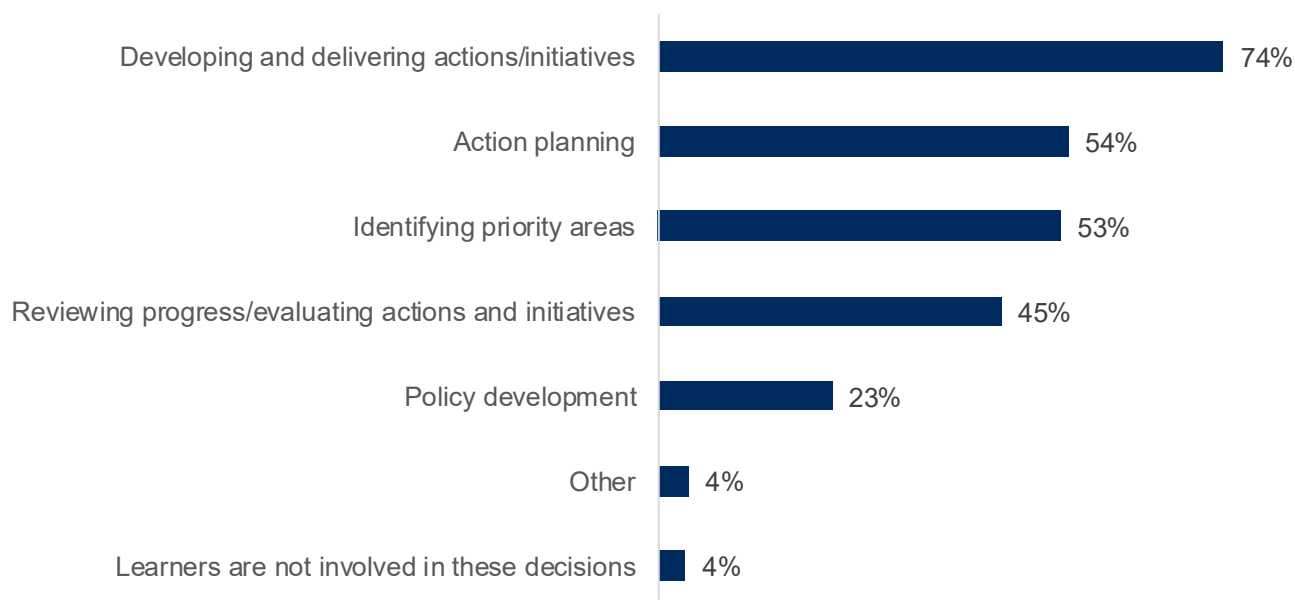 Developing and delivering actions/initiatives 74%
Action planning 54%
Identifying priority areas 53%
Reviewing progress/evaluating actions and initiatives 45%
Policy development 23%
Other 4%
Learners are not involved in these decisions 4%